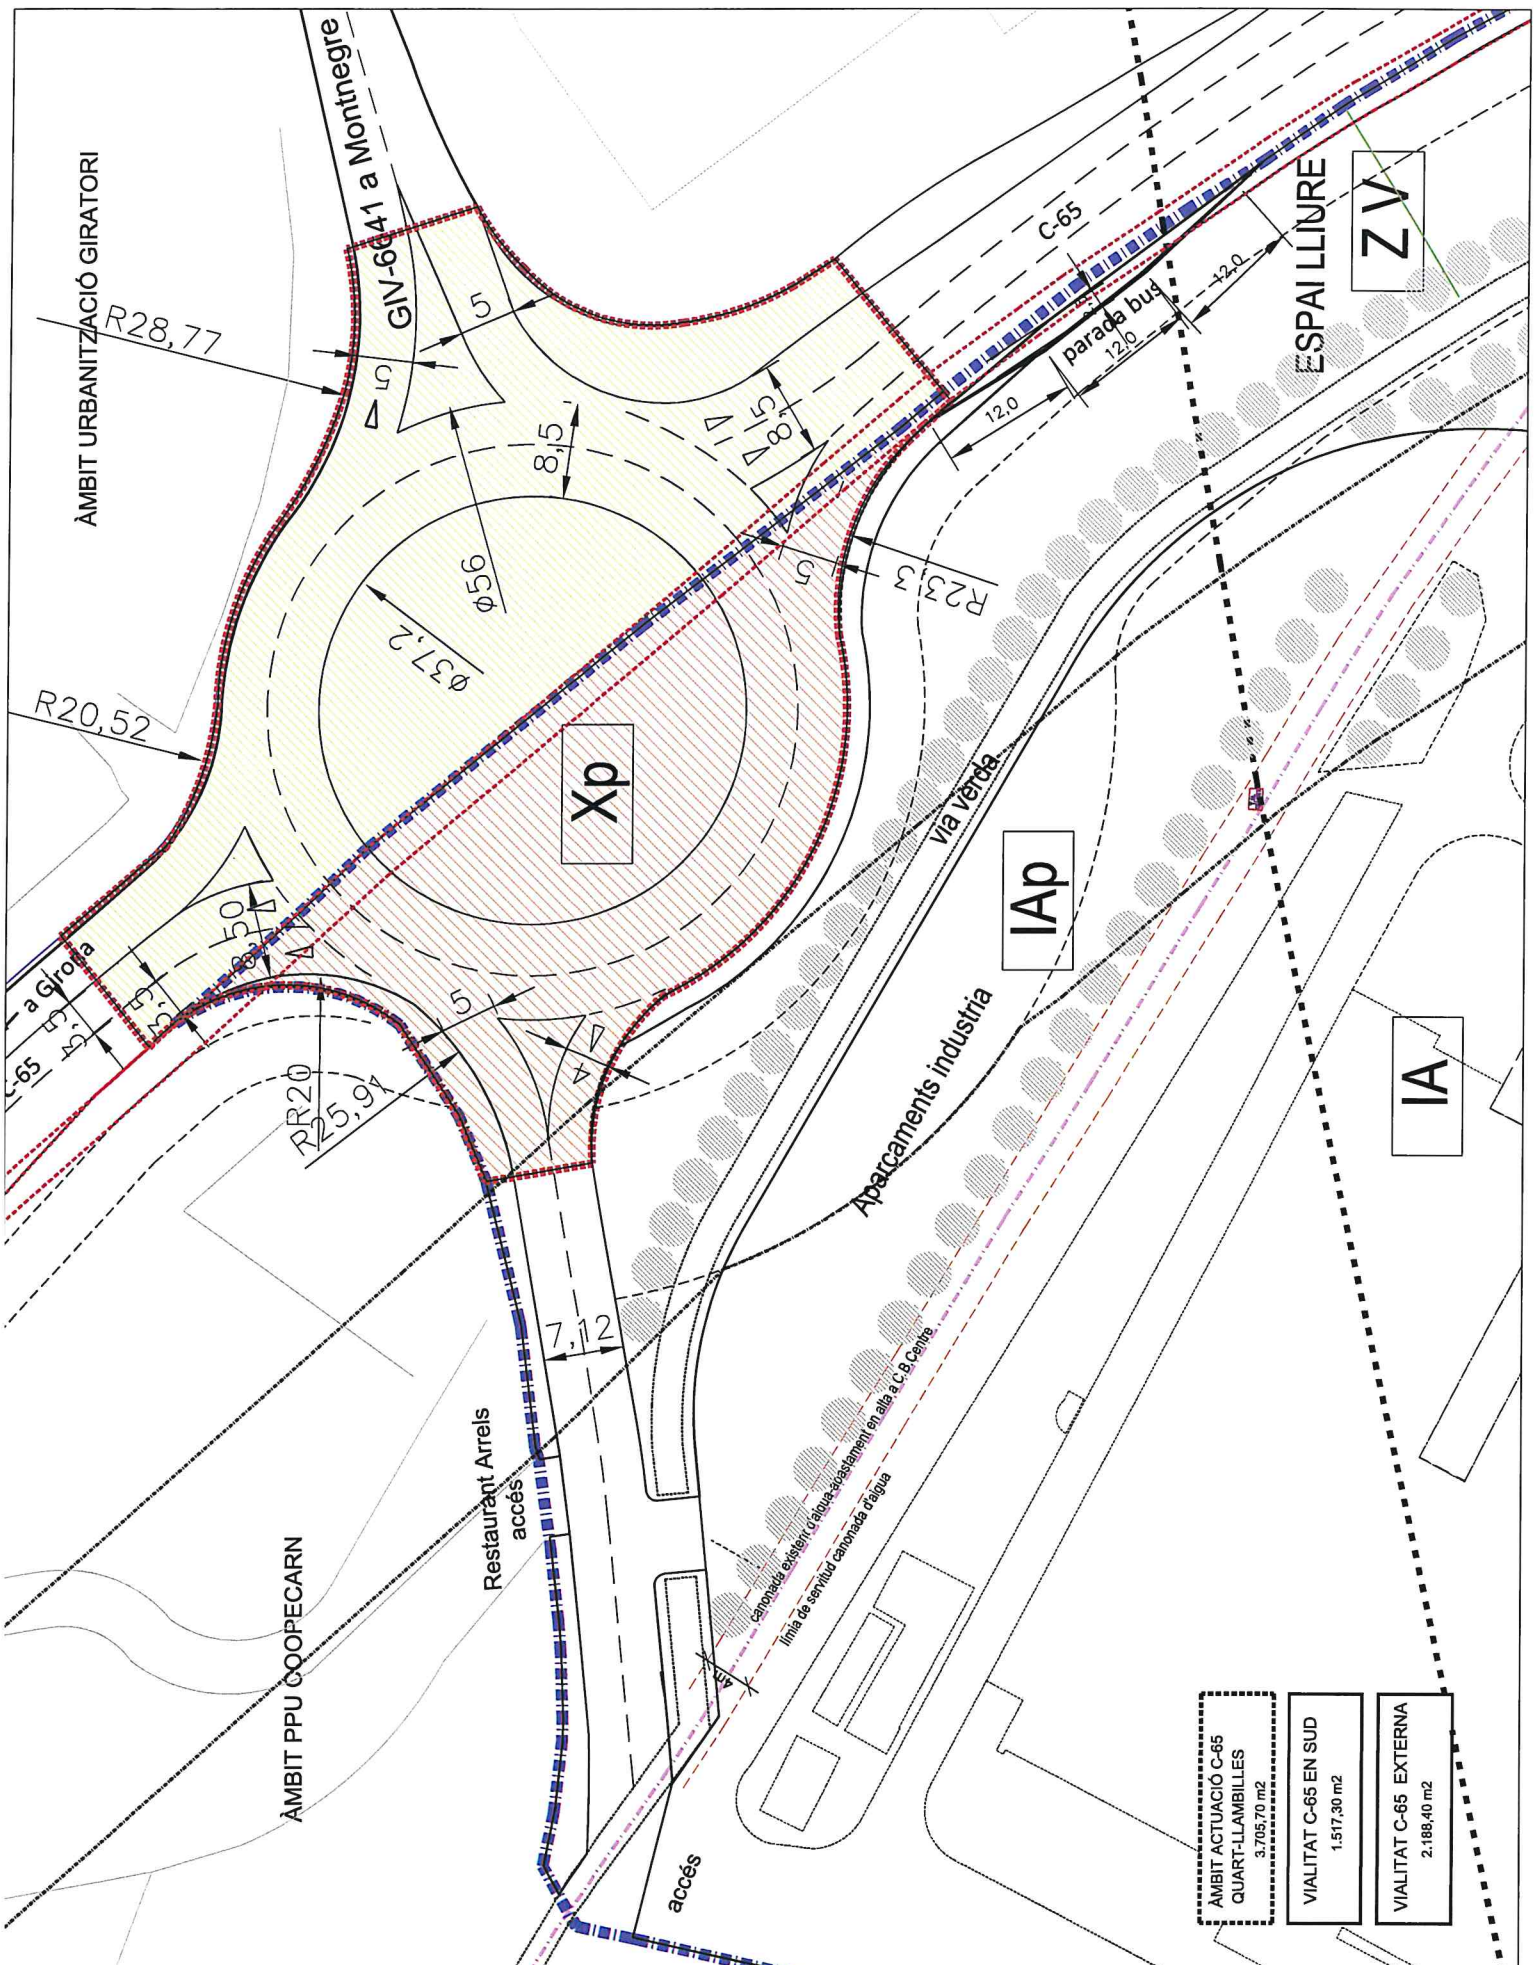 ÀMBIT URBANITZACIÓ GIRATORI
R28,77
R20,52
GIV-6641 a Montnegre
5
5
8,5
8,5
Ø56
Ø37,2
Xp
5
R23,3
C-65
parada bus
12.0
12.0
12.0
ESPAI LLIURE
ZV
a Girona
C-65
3,5
3,5
8,50
R20
R25,97
5
4
via verda
IAp
Aparcaments industria
IA
7,12
Restaurant Arrels
accés
ÀMBIT PPU COOPECARN
canonada existent d'aigua-abastament en alta a C.B.Centre
límia de servitud canonada d'aigua
4m
accés
ÀMBIT ACTUACIÓ C-65
QUART-LLAMBILLES
3.705,70 m2
VIALITAT C-65 EN SUD
1.517,30 m2
VIALITAT C-65 EXTERNA
2.188,40 m2